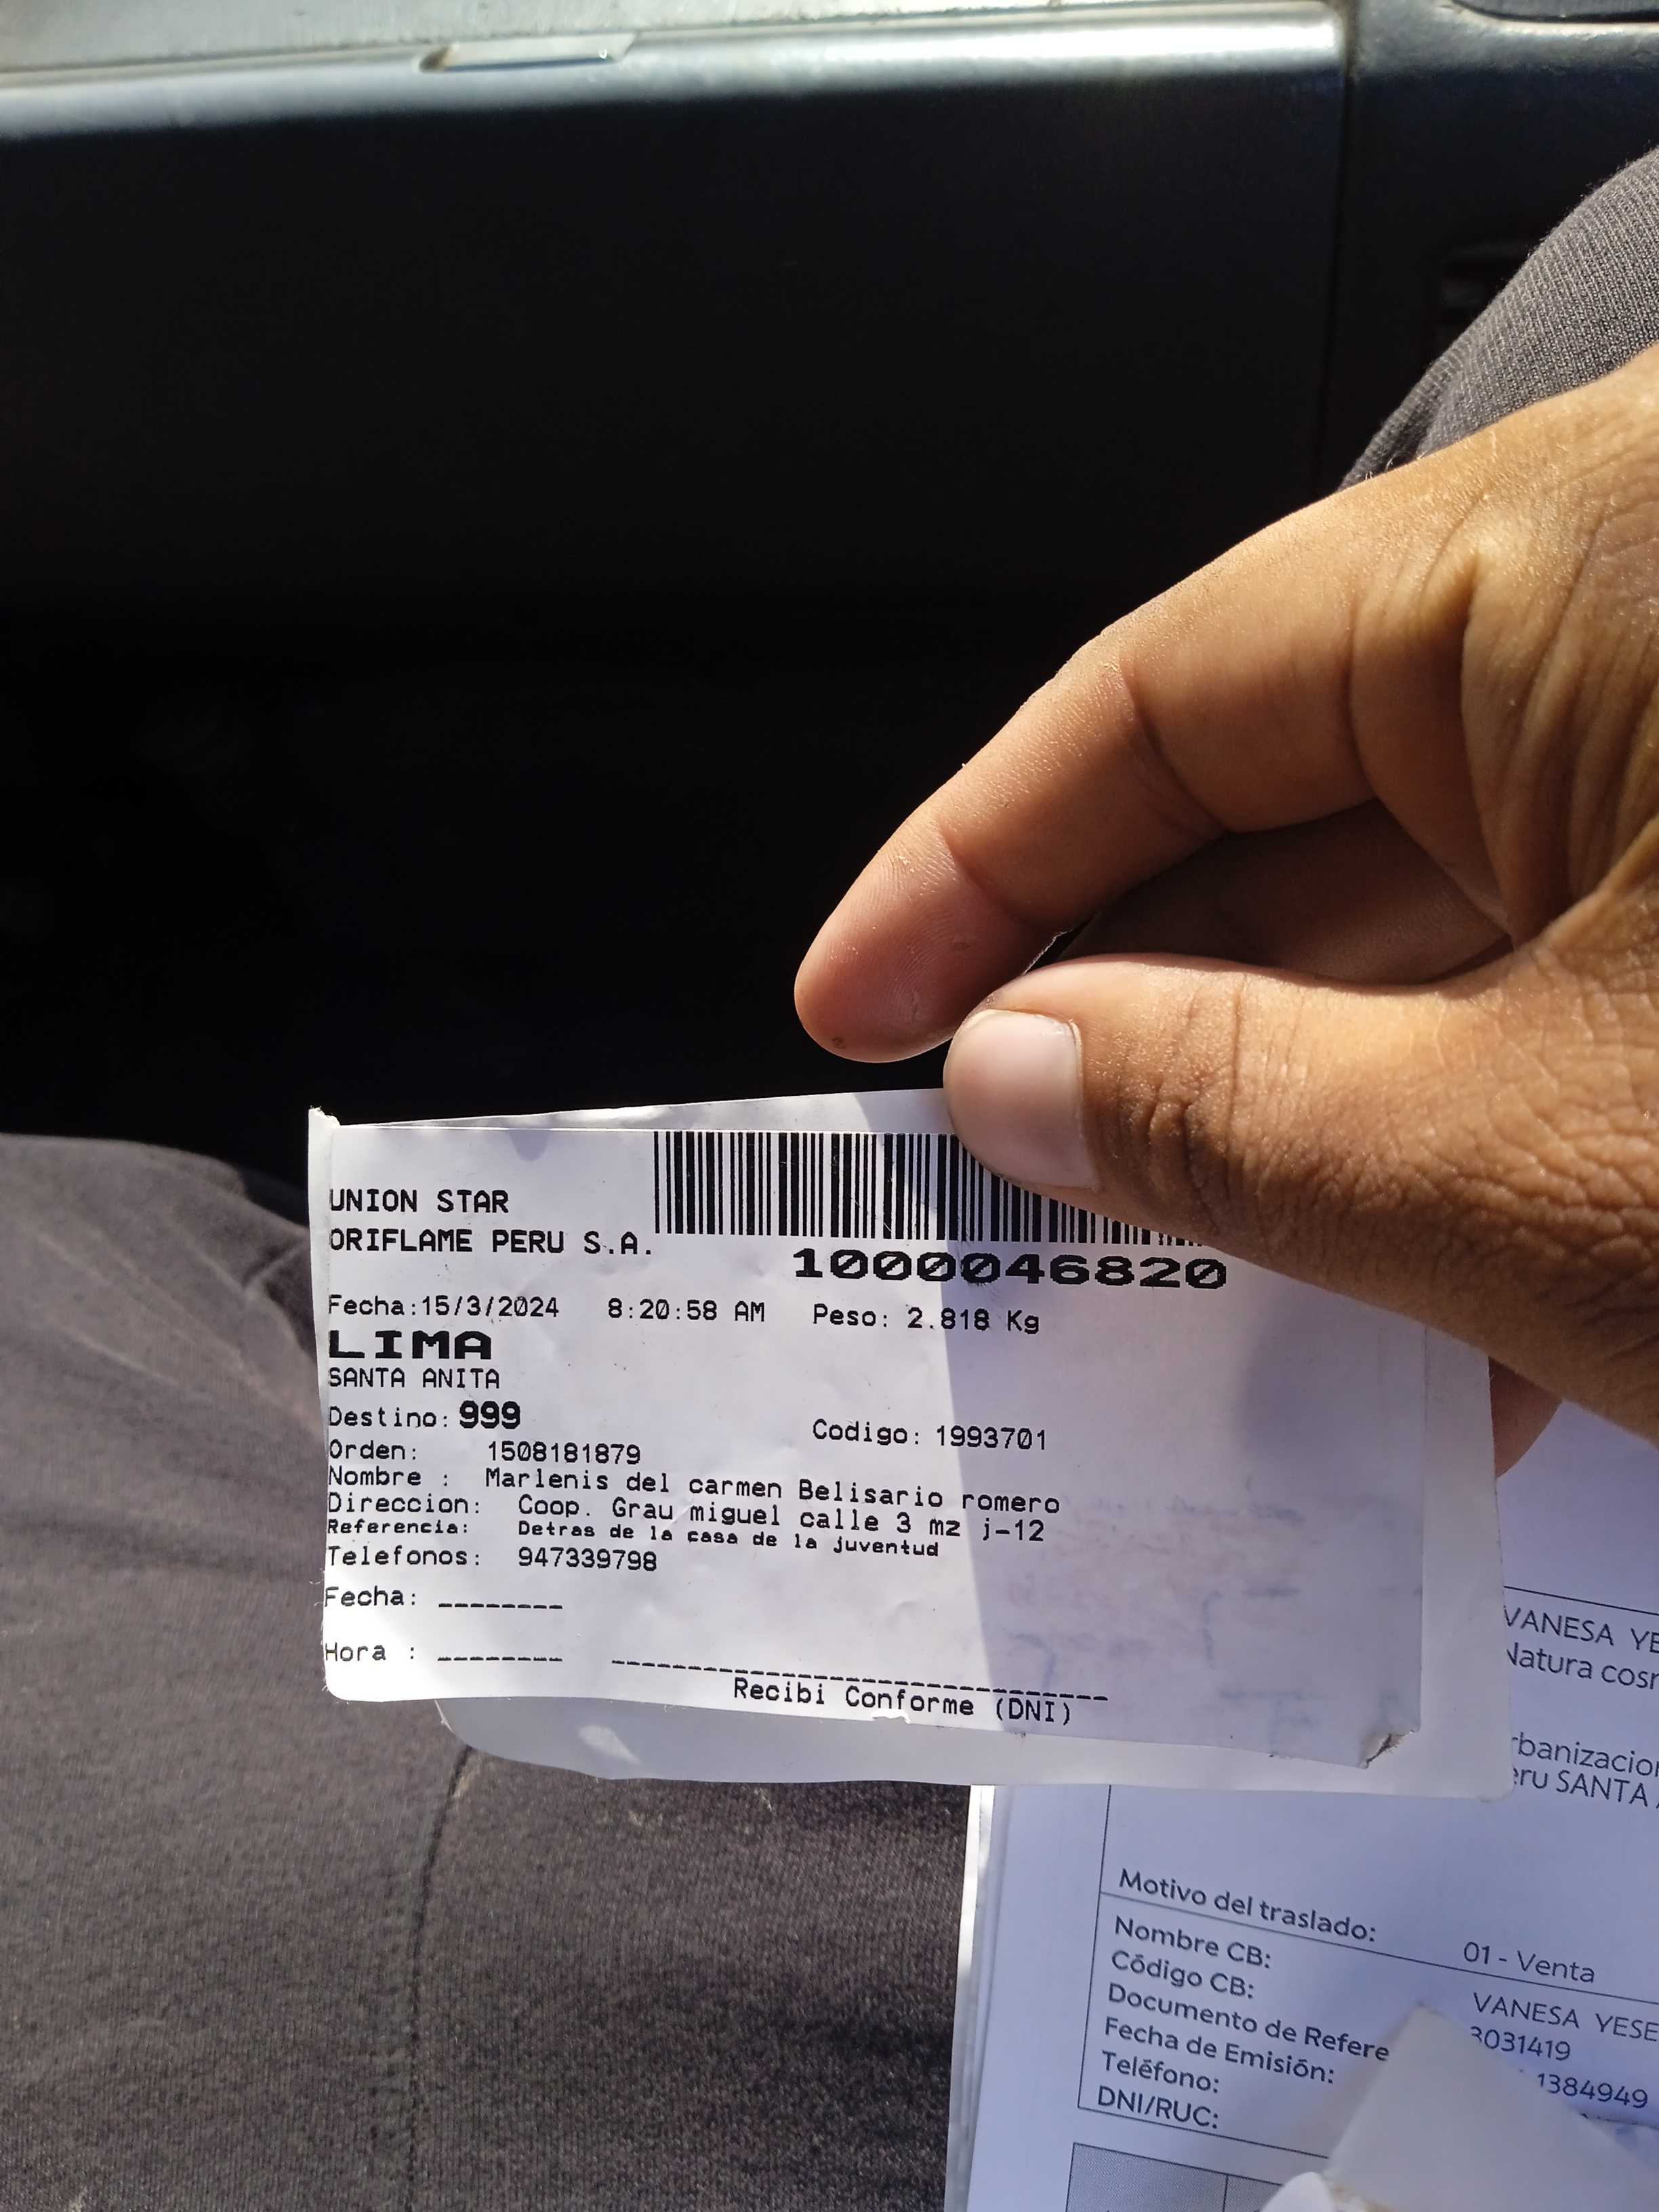 UNION STAR
ORIFLAME PERU S.A.
1000046820
Fecha:15/3/2024 8:20:58 AM Peso: 2.818 Kg
LIMA
SANTA ANITA
Destino: 999 Codigo: 1993701
Orden: 1508181879
Nombre : Marlenis del carmen Belisario romero
Direccion: Coop. Grau miguel calle 3 mz j-12
Referencia: Detras de la casa de la juventud
Telefonos: 947339798
Fecha: ________
Hora : ________
Recibi Conforme (DNI)
VANESA YE
Natura cos
rbanizacio
eru SANTA
Motivo del traslado: 01 - Venta
Nombre CB: VANESA YESE
Código CB: 3031419
Documento de Refere 1384949
Fecha de Emisión:
Teléfono:
DNI/RUC: